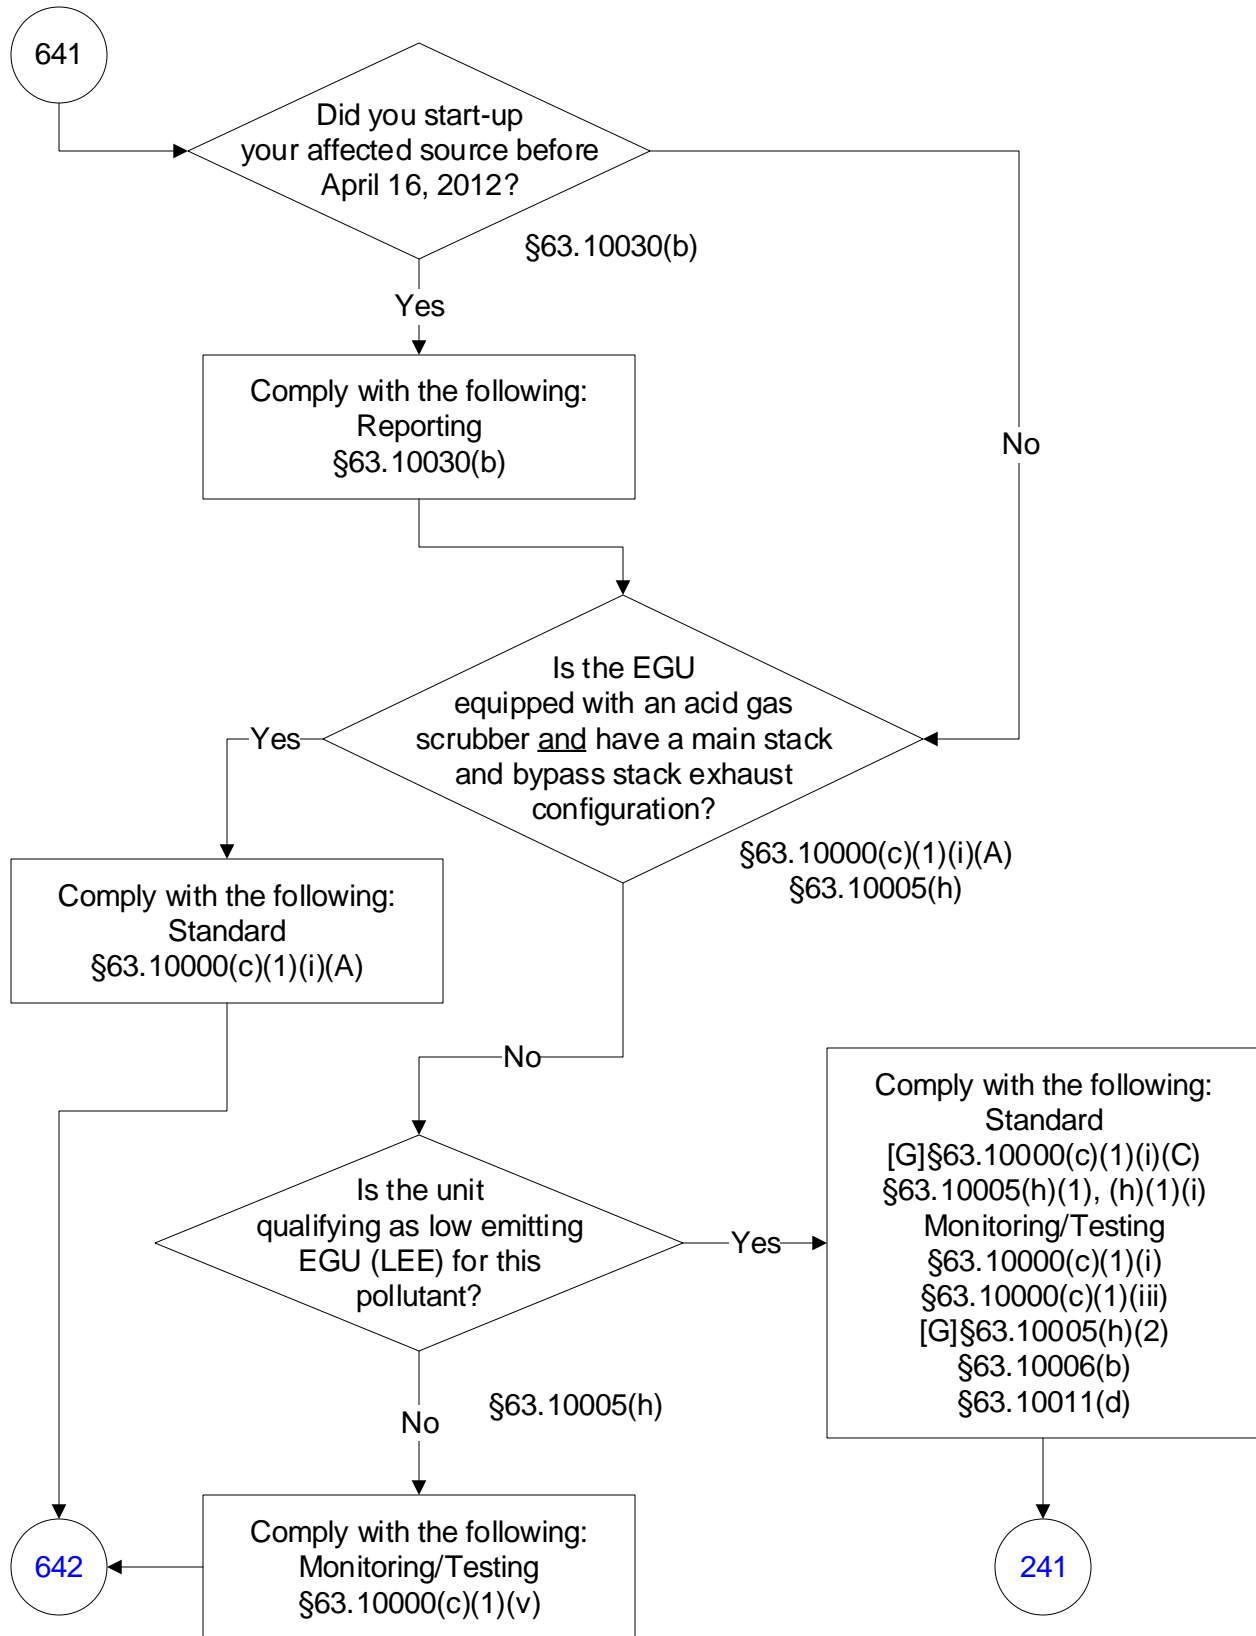 641
Did you start-up
your affected source before
April 16, 2012?
§63.10030(b)
Yes
No
Comply with the following:
Reporting
§63.10030(b)
Is the EGU
equipped with an acid gas
scrubber and have a main stack
and bypass stack exhaust
configuration?
§63.10000(c)(1)(i)(A)
§63.10005(h)
Yes
Comply with the following:
Standard
§63.10000(c)(1)(i)(A)
No
Is the unit
qualifying as low emitting
EGU (LEE) for this
pollutant?
§63.10005(h)
Yes
Comply with the following:
Standard
[G]§63.10000(c)(1)(i)(C)
§63.10005(h)(1), (h)(1)(i)
Monitoring/Testing
§63.10000(c)(1)(i)
§63.10000(c)(1)(iii)
[G]§63.10005(h)(2)
§63.10006(b)
§63.10011(d)
No
Comply with the following:
Monitoring/Testing
§63.10000(c)(1)(v)
642
241